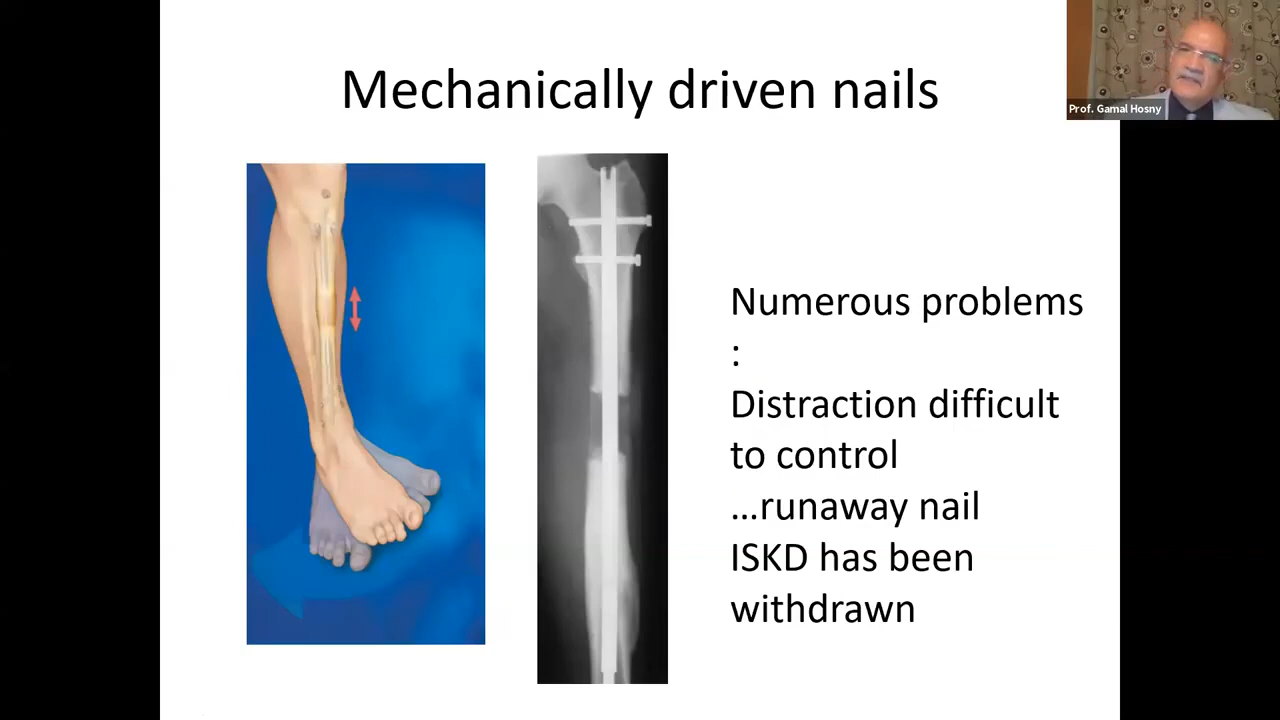 Mechanically driven nails
Prof. Gamal Hosny
Numerous problems
:
Distraction difficult
to control
...runaway nail
ISKD has been
withdrawn